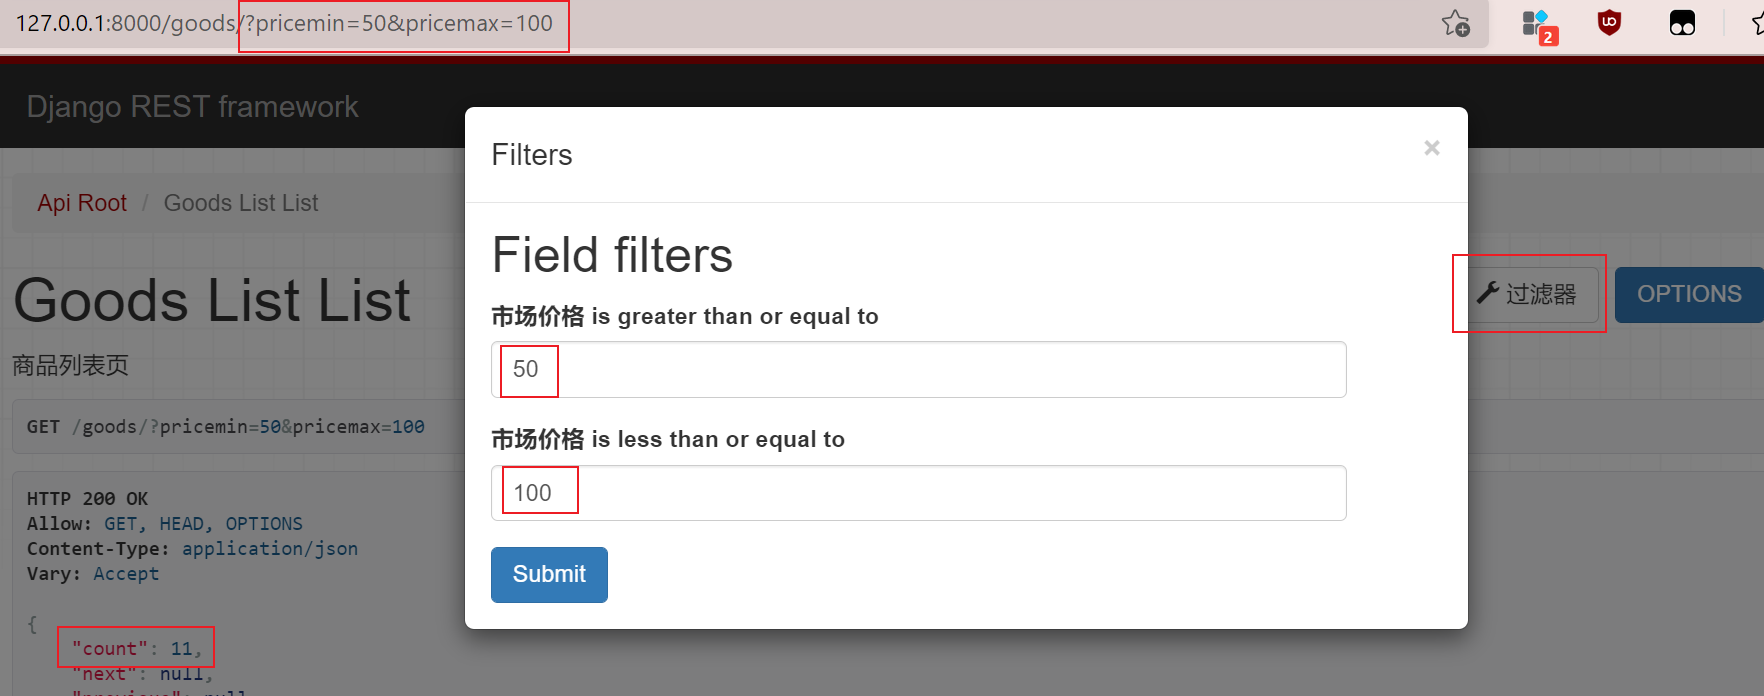 127.0.0.1:8000/goods/?pricemin=50&pricemax=100
2
Django REST framework
Filters
×
Api Root / Goods List List
Field filters
Goods List List
过滤器
OPTIONS
市场价格 is greater than or equal to
50
商品列表页
GET /goods/?pricemin=50&pricemax=100
市场价格 is less than or equal to
100
HTTP 200 OK
Allow: GET, HEAD, OPTIONS
Content-Type: application/json
Vary: Accept
Submit
{
"count": 11,
"next": null,
"previous": null